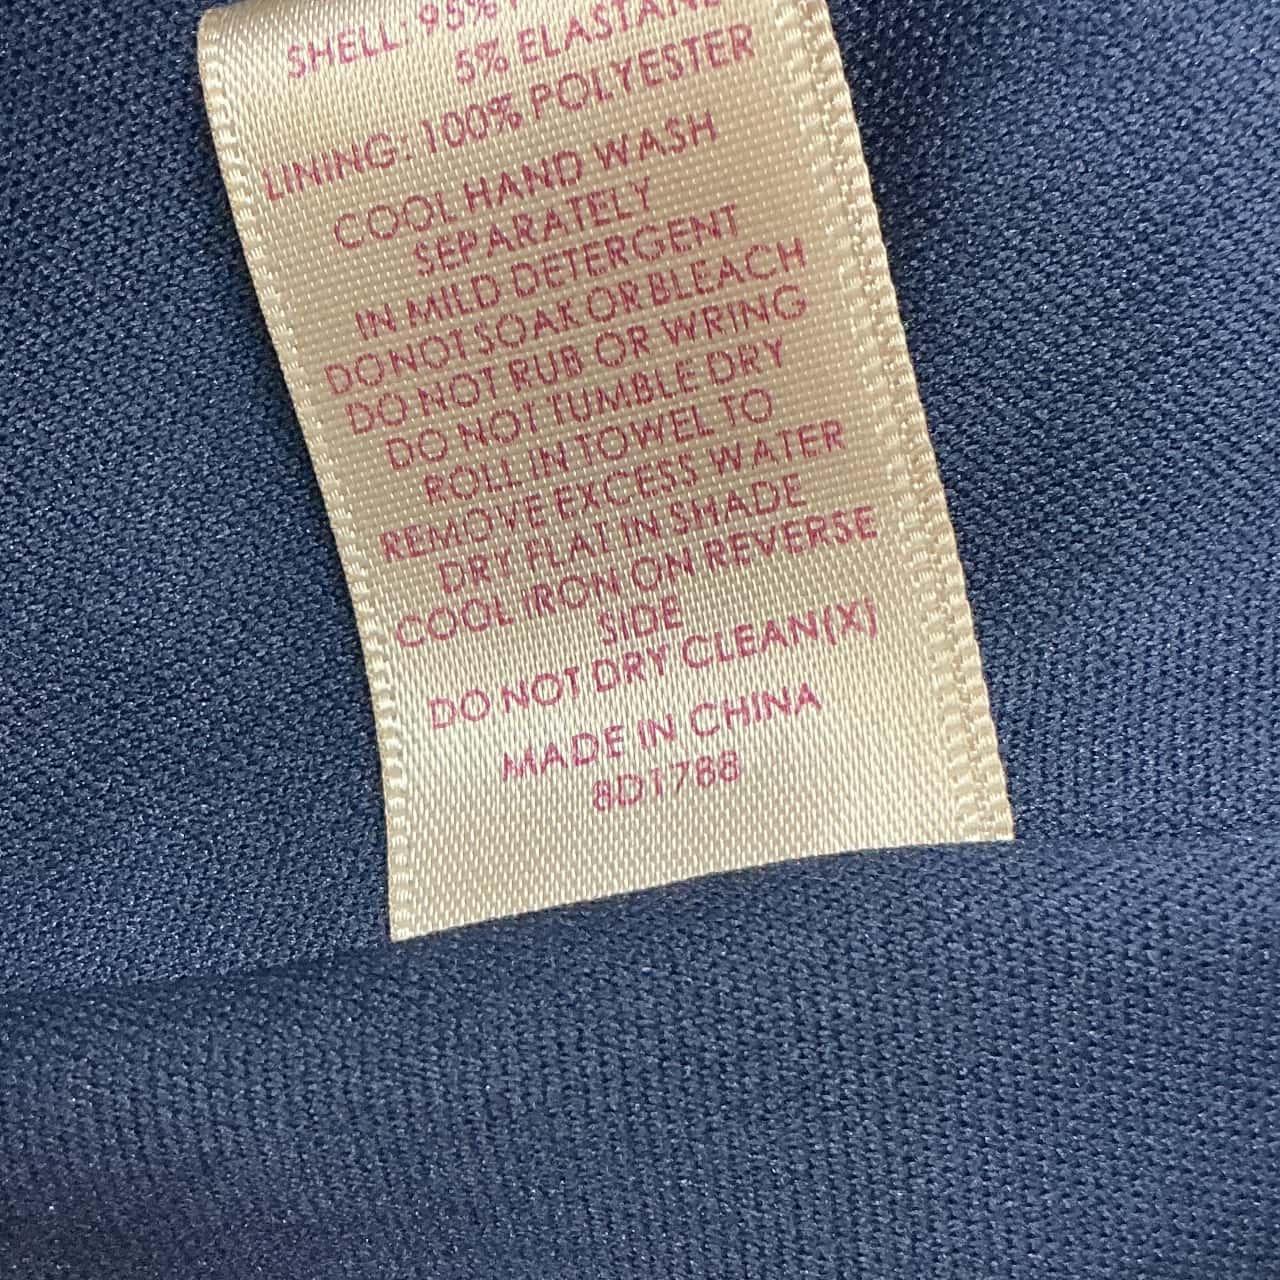 SHELL: 95%
5% ELASTANE
LINING: 100% POLYESTER
COOL HAND WASH
SEPARATELY
IN MILD DETERGENT
DO NOT SOAK OR BLEACH
DO NOT RUB OR WRING
DO NOT TUMBLE DRY
ROLL IN TOWEL TO
REMOVE EXCESS WATER
DRY FLAT IN SHADE
COOL IRON ON REVERSE
SIDE
DO NOT DRY CLEAN(X)
MADE IN CHINA
8D1788